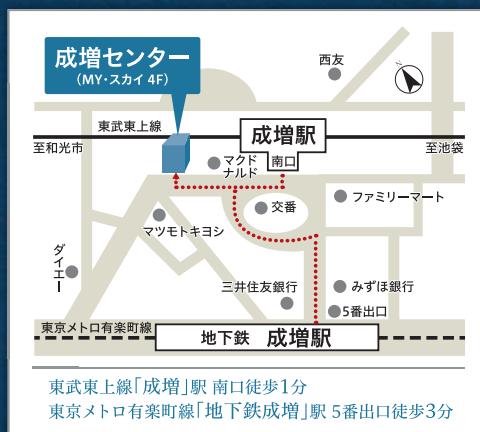 成増センター
（MY・スカイ 4F）
西友
N
東武東上線
成増駅
南口
至和光市
至池袋
マクド
ナルド
ファミリーマート
交番
マツモトキヨシ
ダイエー
三井住友銀行
みずほ銀行
5番出口
東京メトロ有楽町線
地下鉄 成増駅
東武東上線「成増」駅 南口徒歩1分
東京メトロ有楽町線「地下鉄成増」駅 5番出口徒歩3分